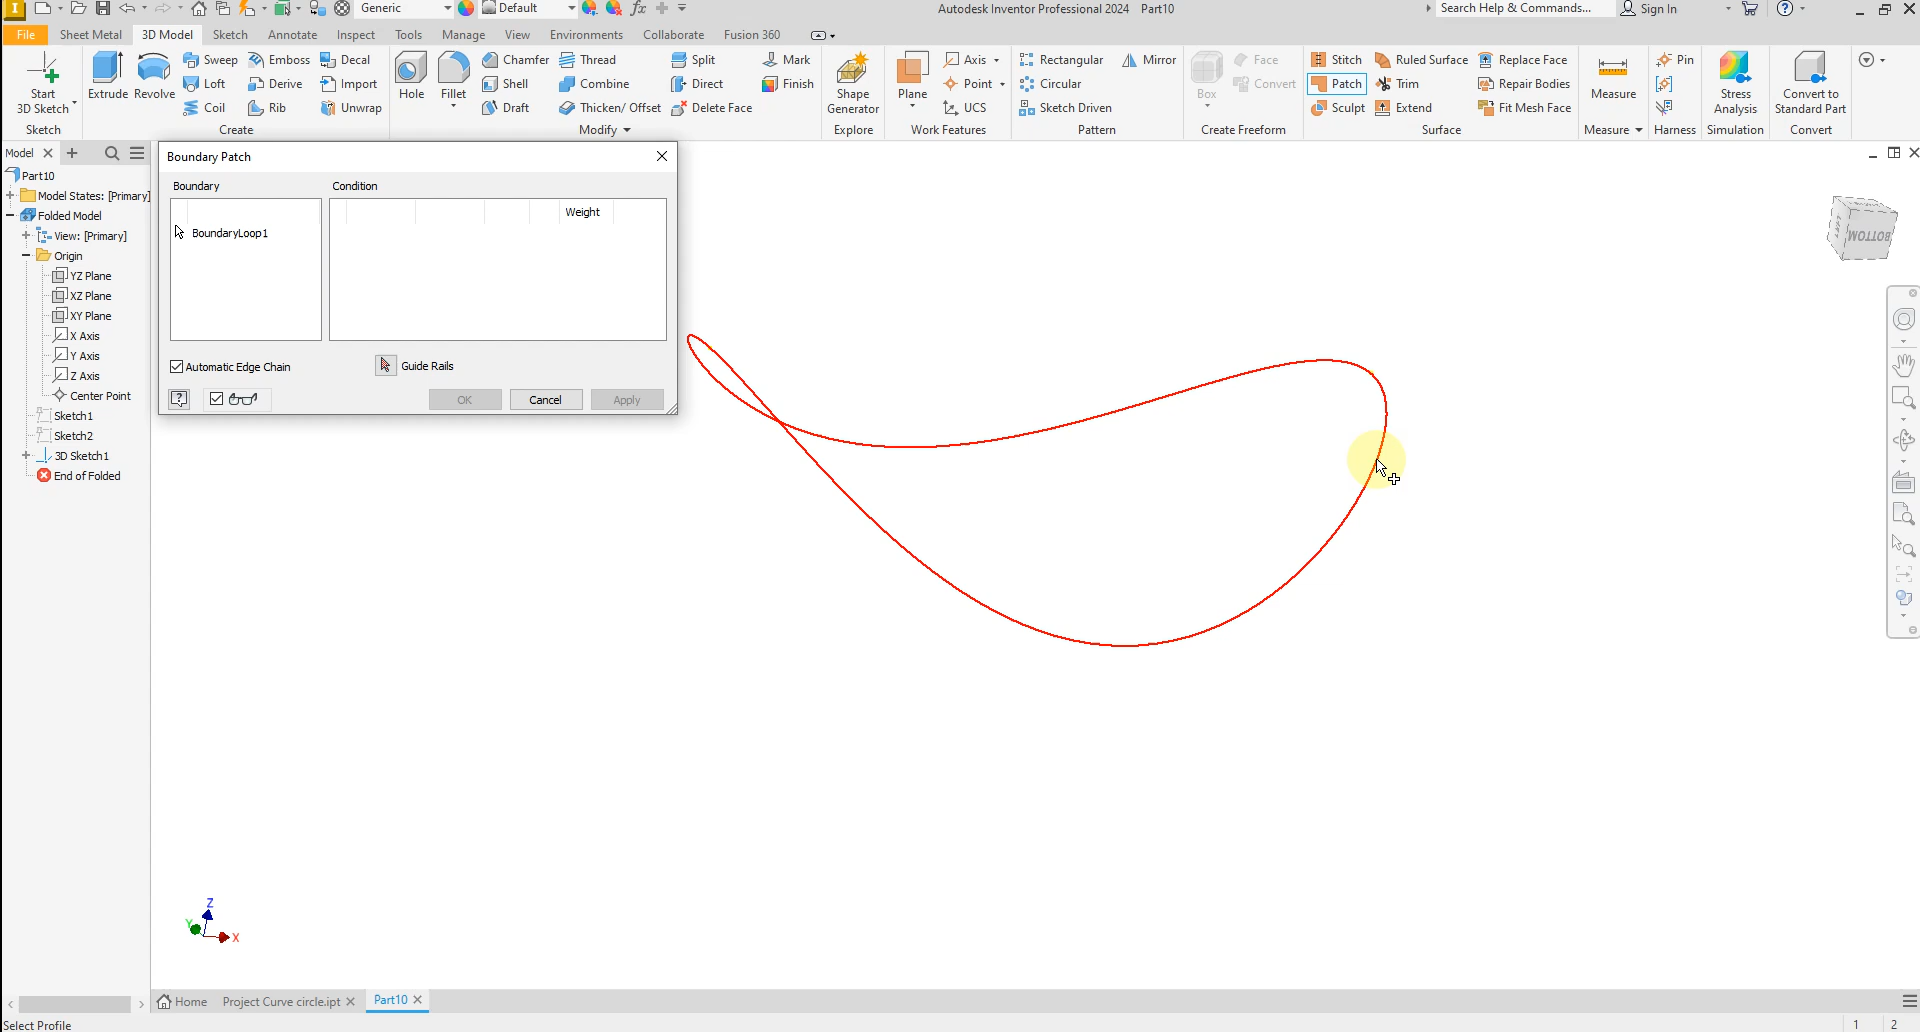 Generic
Default
fx
Autodesk Inventor Professional 2024 Part10
Search Help & Commands...
Sign In
File Sheet Metal 3D Model Sketch Annotate Inspect Tools Manage View Environments Collaborate Fusion 360
Start
3D Sketch
Sketch
Extrude
Revolve
Sweep
Loft
Coil
Emboss
Derive
Rib
Decal
Import
Unwrap
Create
Hole
Fillet
Chamfer
Shell
Draft
Thread
Combine
Thicken/ Offset
Split
Direct
Delete Face
Mark
Finish
Modify
Shape
Generator
Explore
Plane
Axis
Point
UCS
Work Features
Rectangular
Circular
Sketch Driven
Mirror
Pattern
Box
Face
Convert
Create Freeform
Stitch
Patch
Sculpt
Ruled Surface
Trim
Extend
Replace Face
Repair Bodies
Fit Mesh Face
Surface
Measure
Measure
Pin
Harness
Stress
Analysis
Simulation
Convert to
Standard Part
Convert
Model
Part10
Model States: [Primary]
Folded Model
View: [Primary]
Origin
YZ Plane
XZ Plane
XY Plane
X Axis
Y Axis
Z Axis
Center Point
Sketch1
Sketch2
3D Sketch1
End of Folded
Boundary Patch
Boundary
Condition
Weight
BoundaryLoop1
Automatic Edge Chain
Guide Rails
OK
Cancel
Apply
BOTTOM
Z
Y
X
Home
Project Curve circle.ipt
Part10
Select Profile
1
2